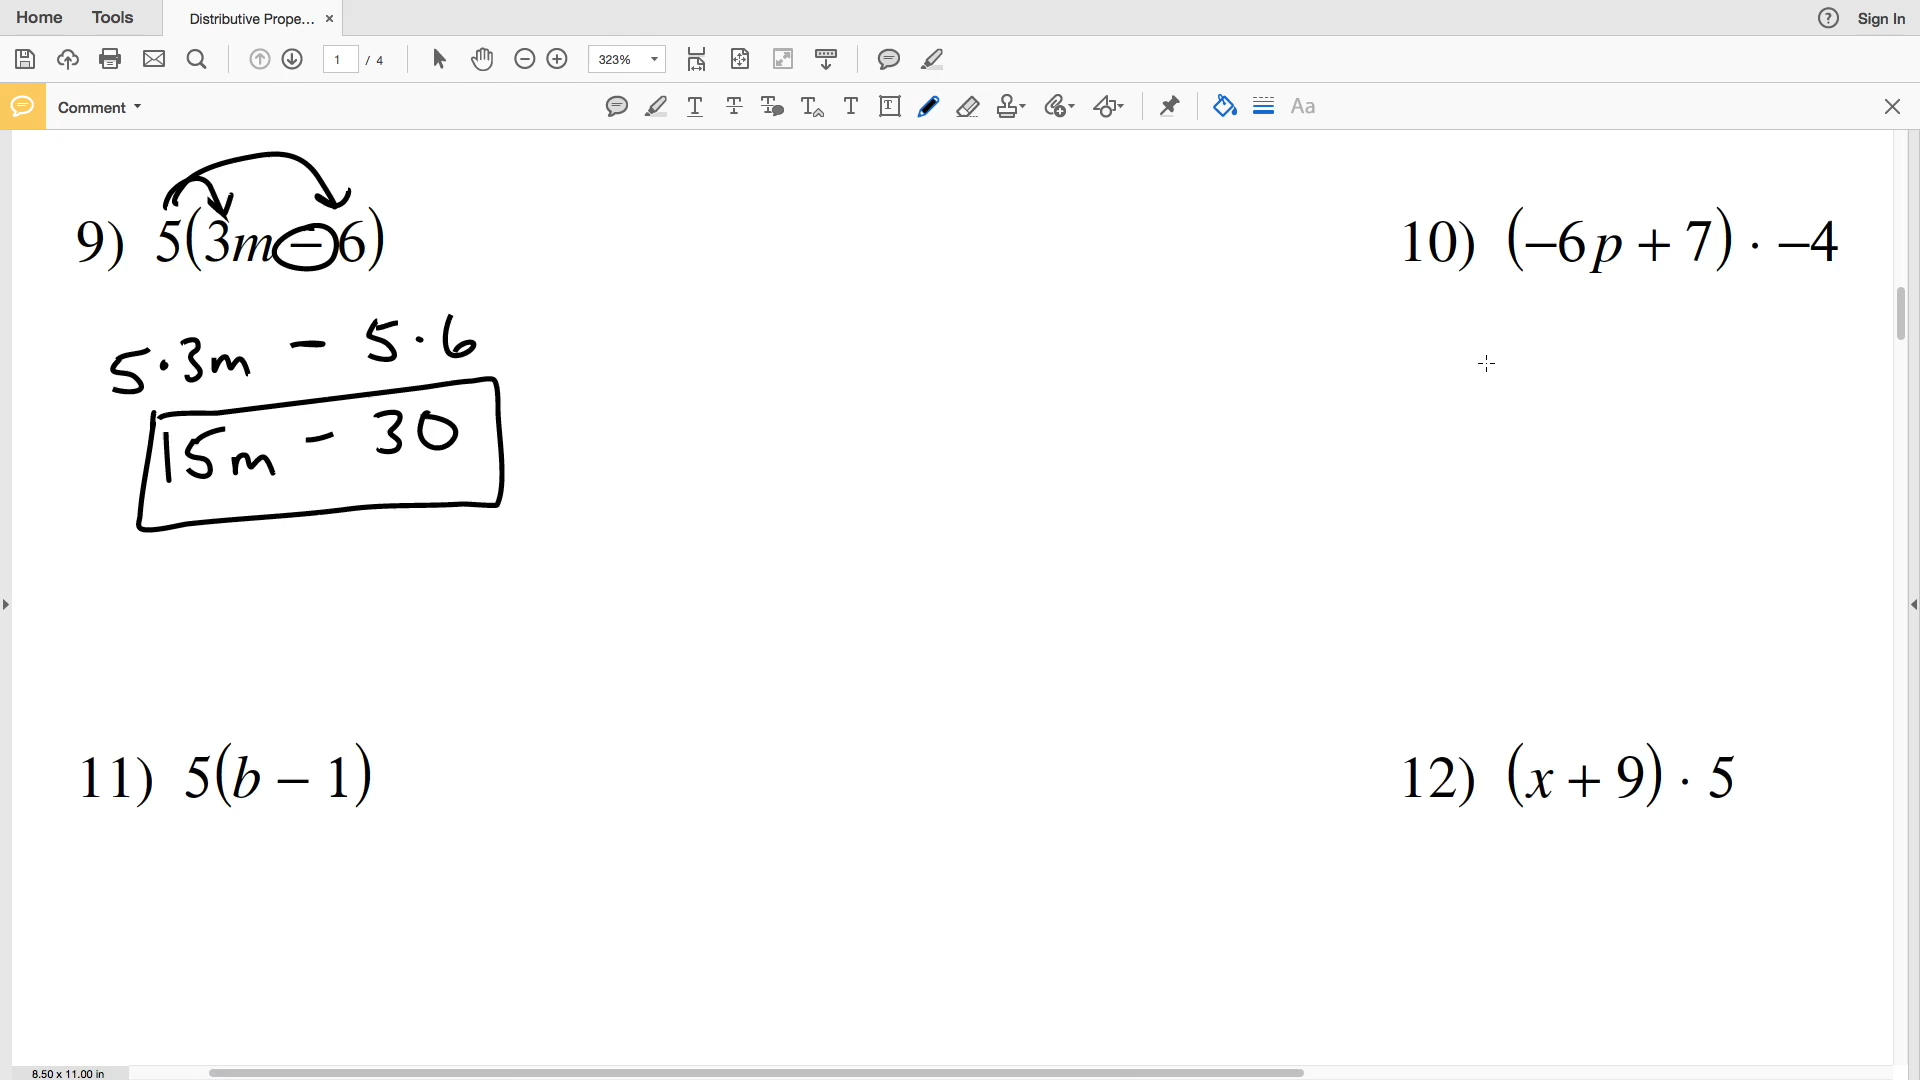 Home Tools Distributive Prope... × ? Sign In
1 / 4 323%
Comment T T T T T T Aa
9) 5(3m − 6)
10) (−6p + 7) · −4
5·3m − 5·6
15m − 30
11) 5(b − 1)
12) (x + 9) · 5
8.50 x 11.00 in